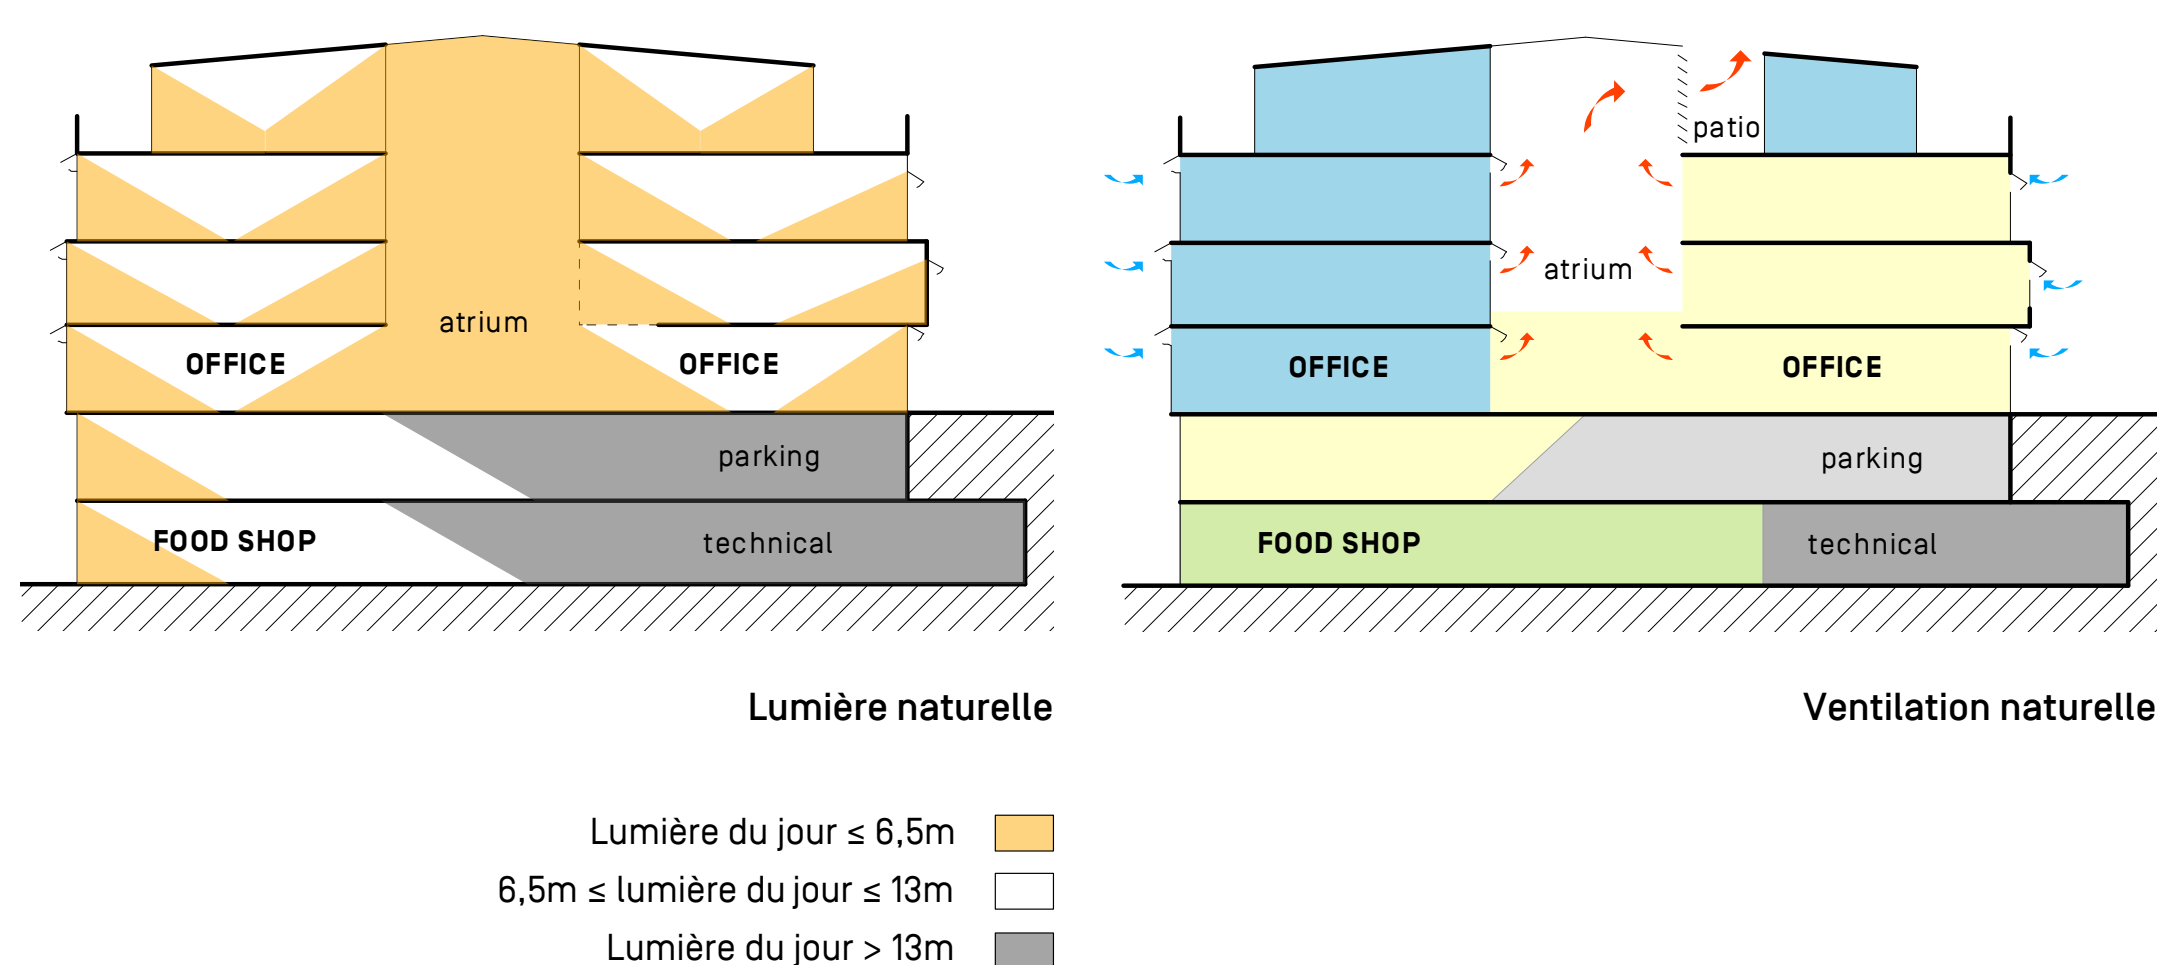 atrium
OFFICE
OFFICE
parking
FOOD SHOP
technical
Lumière naturelle
Lumière du jour ≤ 6,5m
6,5m ≤ lumière du jour ≤ 13m
Lumière du jour > 13m
patio
atrium
OFFICE
OFFICE
parking
FOOD SHOP
technical
Ventilation naturelle